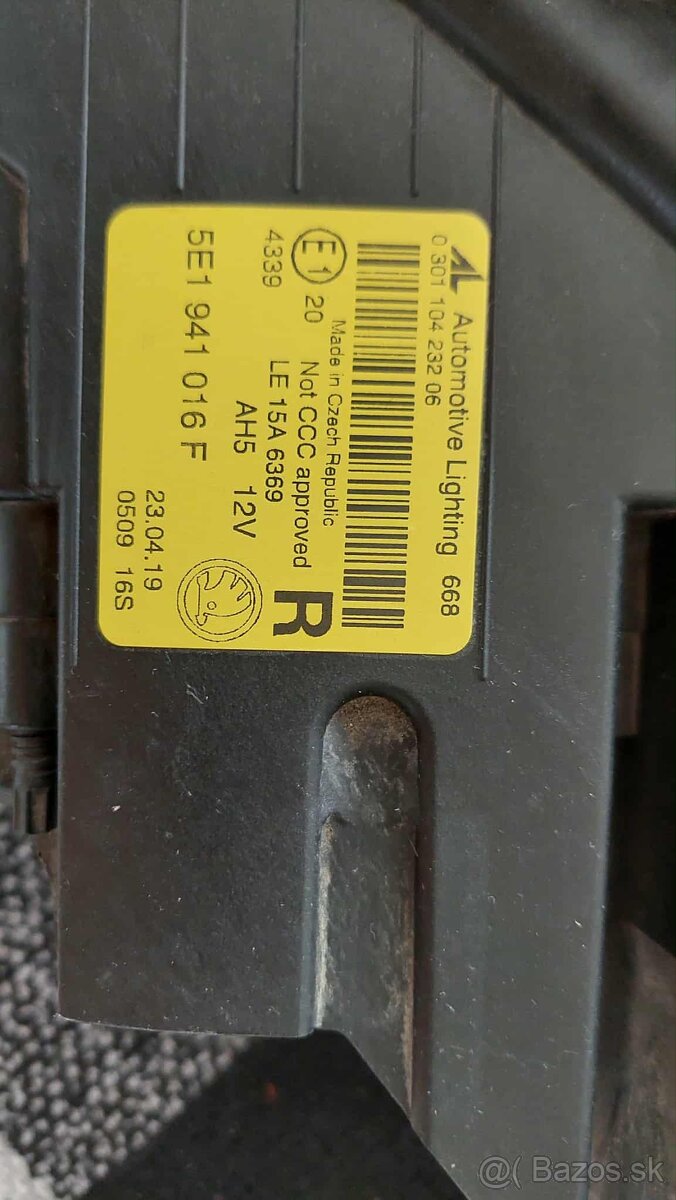 Automotive Lighting 668
0 301 104 232 06
Made in Czech Republic
E1 20 Not CCC approved
4339 LE 15A 6369
R
AH5 12V
5E1 941 016 F
23.04.19
0509 16S
@ Bazos.sk